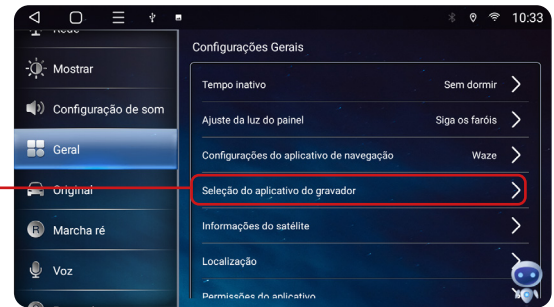 10:33
Rede
Mostrar
Configuração de som
Geral
Original
Marcha ré
R
Voz
Configurações Gerais
Tempo inativo Sem dormir
Ajuste da luz do painel Siga os faróis
Configurações do aplicativo de navegação Waze
Seleção do aplicativo do gravador
Informações do satélite
Localização
Permissões do aplicativo